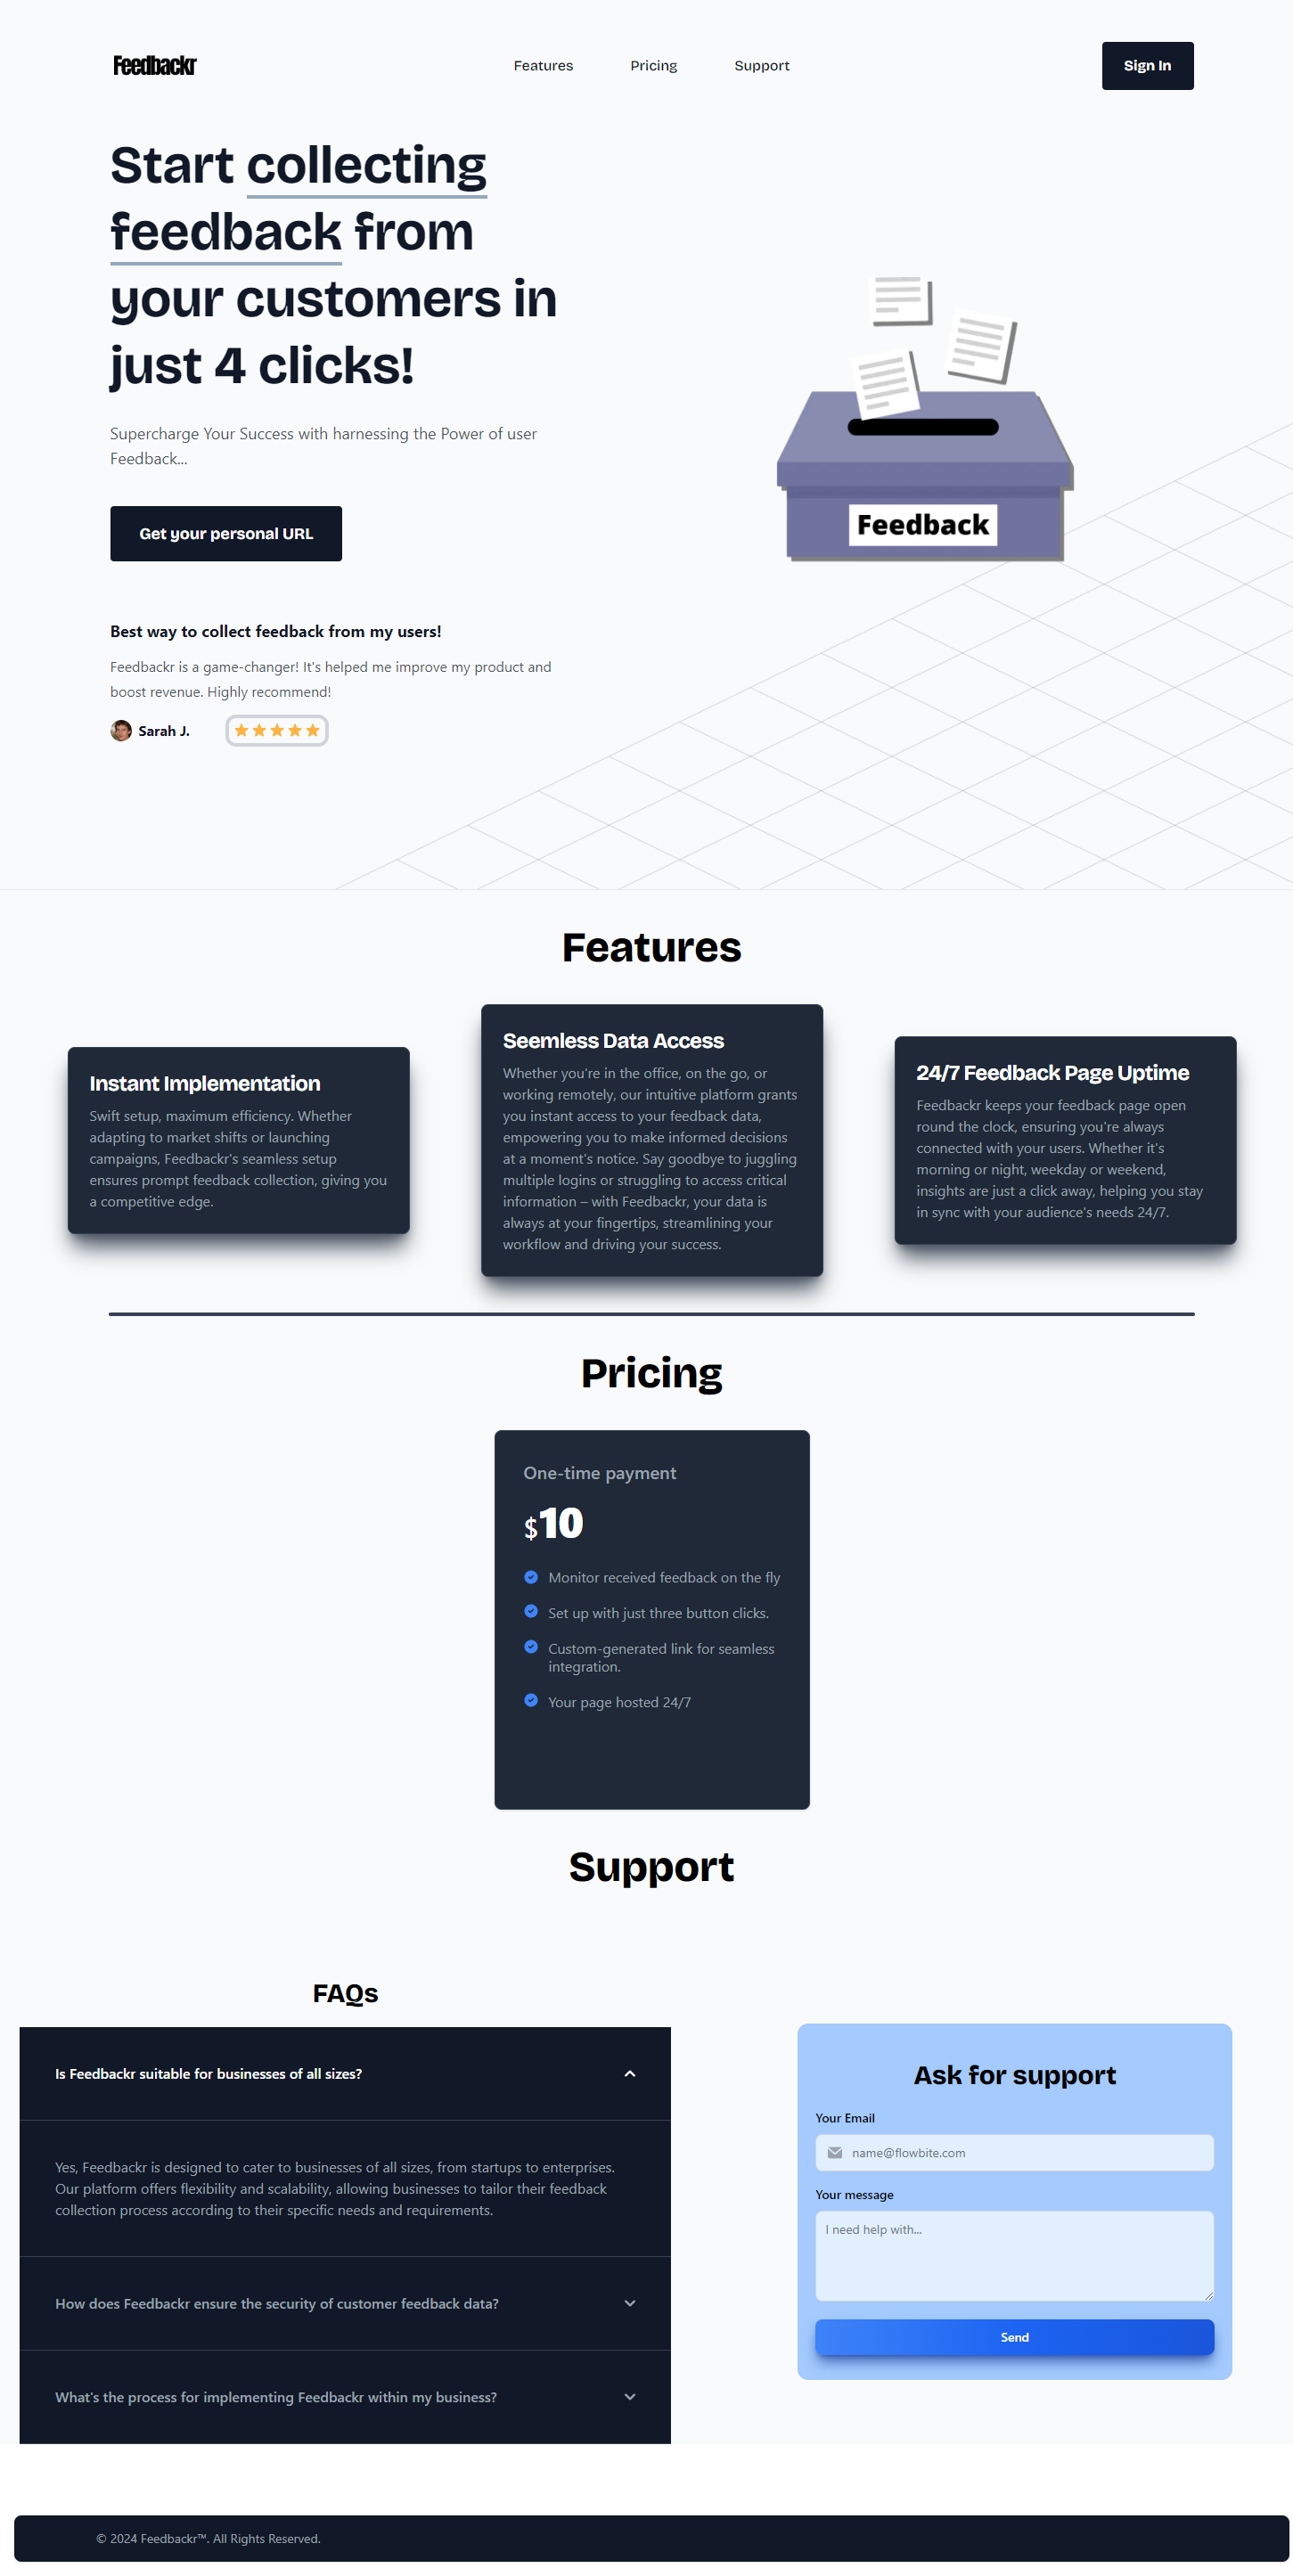 Feedbackr
Features
Pricing
Support
Sign In
Start collecting
feedback from
your customers in
just 4 clicks!
Supercharge Your Success with harnessing the Power of user
Feedback...
Get your personal URL
Feedback
Best way to collect feedback from my users!
Feedbackr is a game-changer! It's helped me improve my product and
boost revenue. Highly recommend!
Sarah J.
Features
Instant Implementation
Swift setup, maximum efficiency. Whether
adapting to market shifts or launching
campaigns, Feedbackr's seamless setup
ensures prompt feedback collection, giving you
a competitive edge.
Seemless Data Access
Whether you're in the office, on the go, or
working remotely, our intuitive platform grants
you instant access to your feedback data,
empowering you to make informed decisions
at a moment's notice. Say goodbye to juggling
multiple logins or struggling to access critical
information – with Feedbackr, your data is
always at your fingertips, streamlining your
workflow and driving your success.
24/7 Feedback Page Uptime
Feedbackr keeps your feedback page open
round the clock, ensuring you're always
connected with your users. Whether it's
morning or night, weekday or weekend,
insights are just a click away, helping you stay
in sync with your audience's needs 24/7.
Pricing
One-time payment
$10
Monitor received feedback on the fly
Set up with just three button clicks.
Custom-generated link for seamless
integration.
Your page hosted 24/7
Support
FAQs
Is Feedbackr suitable for businesses of all sizes?
Yes, Feedbackr is designed to cater to businesses of all sizes, from startups to enterprises.
Our platform offers flexibility and scalability, allowing businesses to tailor their feedback
collection process according to their specific needs and requirements.
How does Feedbackr ensure the security of customer feedback data?
What's the process for implementing Feedbackr within my business?
Ask for support
Your Email
name@flowbite.com
Your message
I need help with...
Send
© 2024 Feedbackr™. All Rights Reserved.